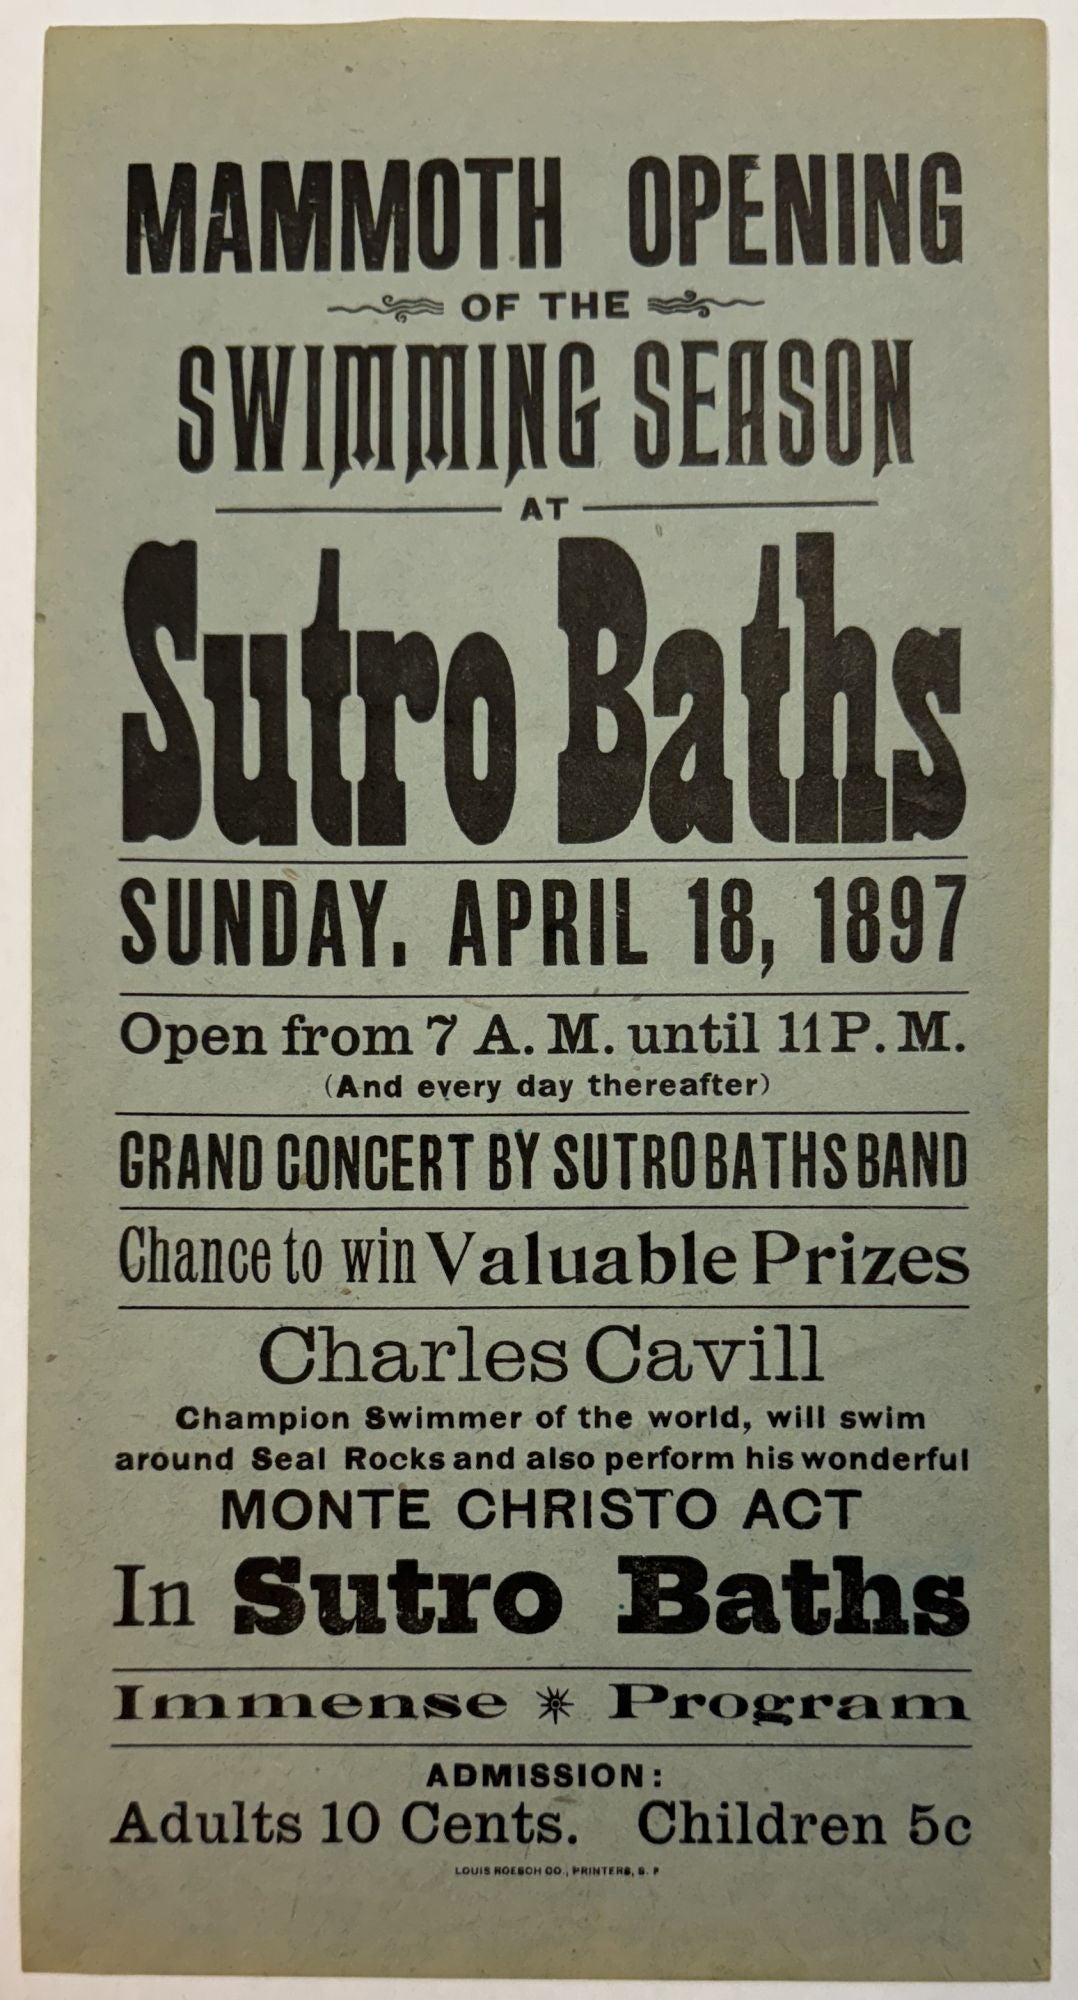 MAMMOTH OPENING
OF THE
SWIMMING SEASON
AT
Sutro Baths
SUNDAY, APRIL 18, 1897
Open from 7 A. M. until 11 P. M.
(And every day thereafter)
GRAND CONCERT BY SUTRO BATHS BAND
Chance to win Valuable Prizes
Charles Cavill
Champion Swimmer of the world, will swim
around Seal Rocks and also perform his wonderful
MONTE CHRISTO ACT
In Sutro Baths
Immense Program
ADMISSION:
Adults 10 Cents. Children 5c
LOUIS ROESCH CO., PRINTERS, S. F